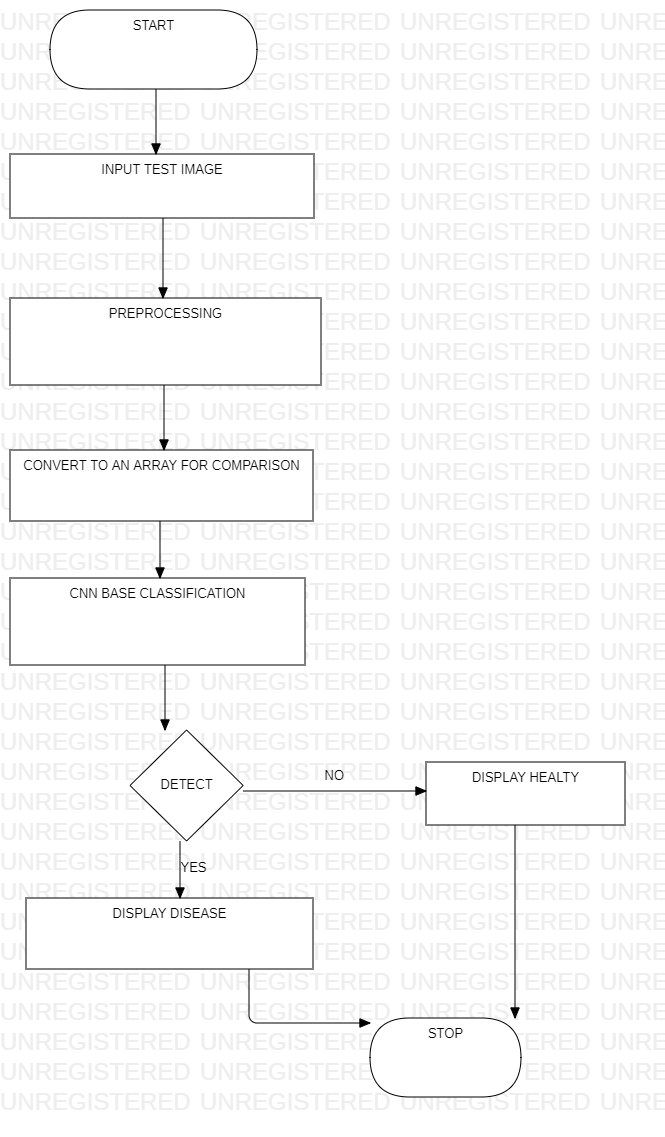 START
INPUT TEST IMAGE
PREPROCESSING
CONVERT TO AN ARRAY FOR COMPARISON
CNN BASE CLASSIFICATION
DETECT
NO
DISPLAY HEALTY
YES
DISPLAY DISEASE
STOP